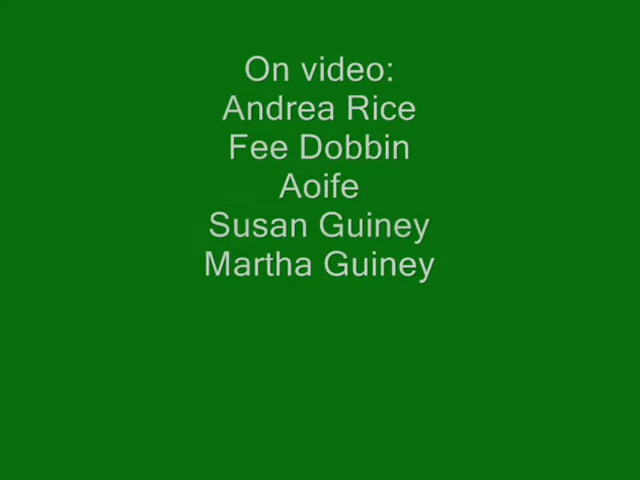 On video:
Andrea Rice
Fee Dobbin
Aoife
Susan Guiney
Martha Guiney